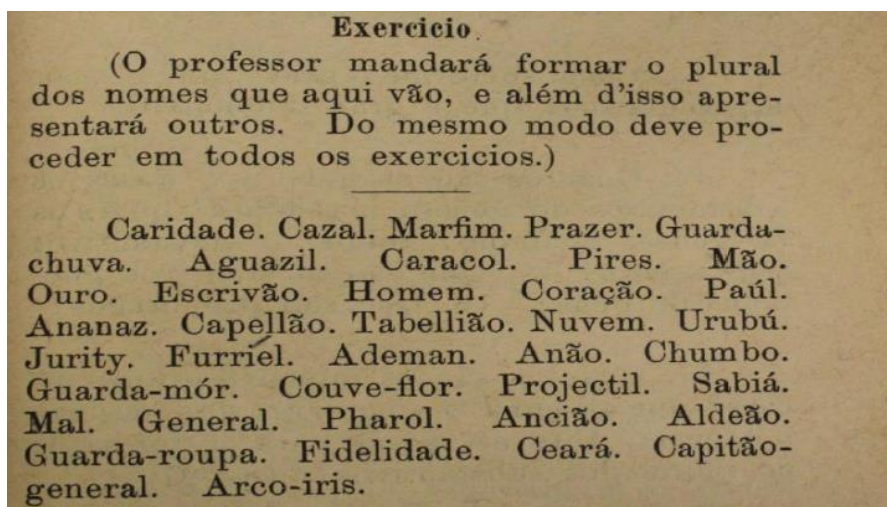 Exercicio.
(O professor mandará formar o plural
dos nomes que aqui vão, e além d'isso apre-
sentará outros. Do mesmo modo deve pro-
ceder em todos os exercicios.)
Caridade. Cazal. Marfim. Prazer. Guarda-
chuva. Aguazil. Caracol. Pires. Mão.
Ouro. Escrivão. Homem. Coração. Paúl.
Ananaz. Capellão. Tabellião. Nuvem. Urubú.
Jurity. Furriél. Ademan. Anão. Chumbo.
Guarda-mór. Couve-flor. Projectil. Sabiá.
Mal. General. Pharol. Ancião. Aldeão.
Guarda-roupa. Fidelidade. Ceará. Capitão-
general. Arco-iris.